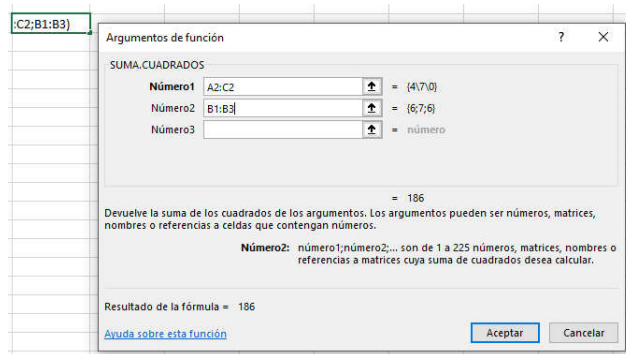 :C2;B1:B3)
Argumentos de función ? ×
SUMA.CUADRADOS
Número1 A2:C2 = {4\7\0}
Número2 B1:B3 = {6;7;6}
Número3 = número
= 186
Devuelve la suma de los cuadrados de los argumentos. Los argumentos pueden ser números, matrices,
nombres o referencias a celdas que contengan números.
Número2: número1;número2;... son de 1 a 225 números, matrices, nombres o
referencias a matrices cuya suma de cuadrados desea calcular.
Resultado de la fórmula = 186
Ayuda sobre esta función Aceptar Cancelar